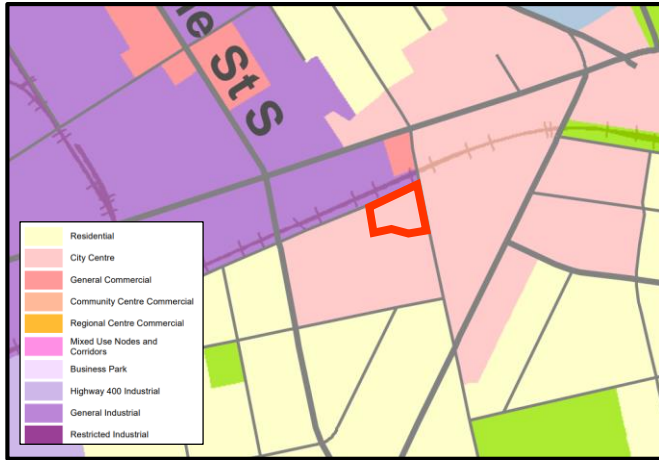 le St S
Residential
City Centre
General Commercial
Community Centre Commercial
Regional Centre Commercial
Mixed Use Nodes and
Corridors
Business Park
Highway 400 Industrial
General Industrial
Restricted Industrial